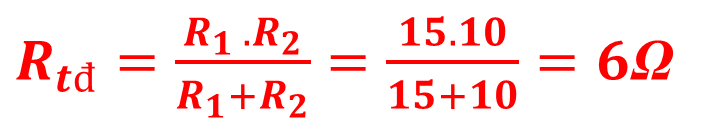 R_tđ = (R_1 .R_2)/(R_1+R_2) = (15.10)/(15+10) = 6Ω